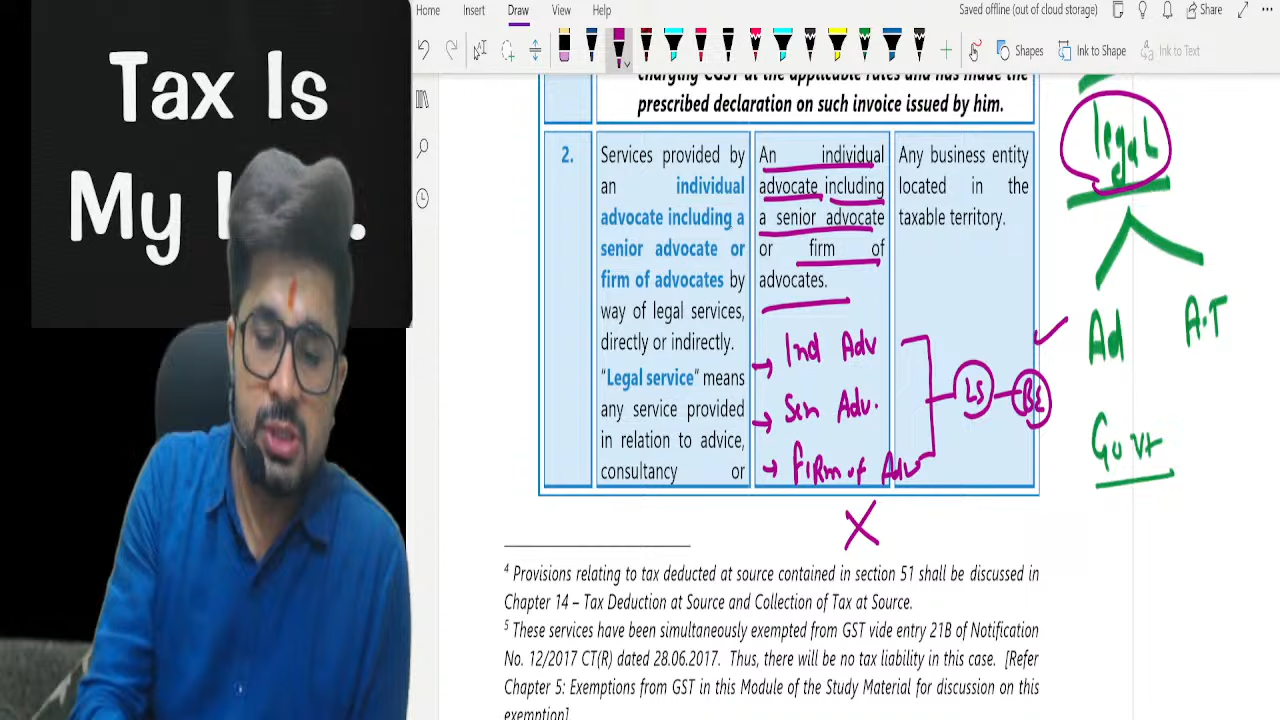 Home Insert Draw View Help
Saved offline (out of cloud storage)
Share
Shapes Ink to Shape Ink to Text
Tax Is
My
charging CGST at the applicable rates and has made the
prescribed declaration on such invoice issued by him.
2.
Services provided by
an individual
advocate including a
senior advocate or
firm of advocates by
way of legal services,
directly or indirectly.
“Legal service” means
any service provided
in relation to advice,
consultancy or
An individual
advocate including
a senior advocate
or firm of
advocates.
Ind Adv
Sen Adv.
Firm of Adv
LS
BE
Any business entity
located in the
taxable territory.
legal
Ad A.T
Govt
4 Provisions relating to tax deducted at source contained in section 51 shall be discussed in
Chapter 14 – Tax Deduction at Source and Collection of Tax at Source.
5 These services have been simultaneously exempted from GST vide entry 21B of Notification
No. 12/2017 CT(R) dated 28.06.2017. Thus, there will be no tax liability in this case. [Refer
Chapter 5: Exemptions from GST in this Module of the Study Material for discussion on this
exemption]